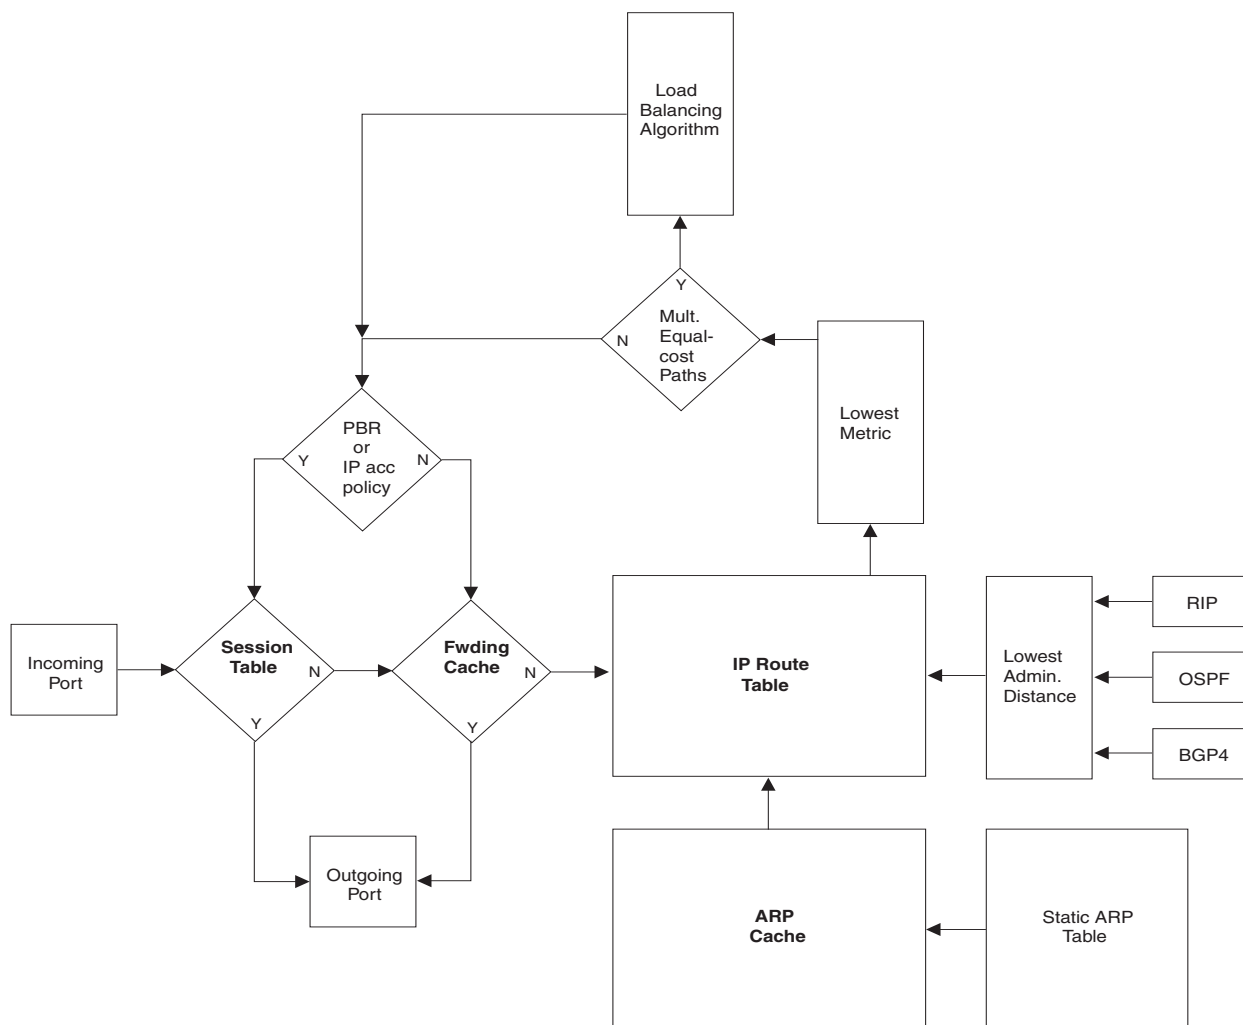 Load
Balancing
Algorithm
Y
Mult.
Equal-
cost
Paths
N
Lowest
Metric
PBR
or
IP acc
policy
Y
N
Incoming
Port
Session
Table
N
Y
Fwding
Cache
N
Y
IP Route
Table
Lowest
Admin.
Distance
RIP
OSPF
BGP4
Outgoing
Port
ARP
Cache
Static ARP
Table